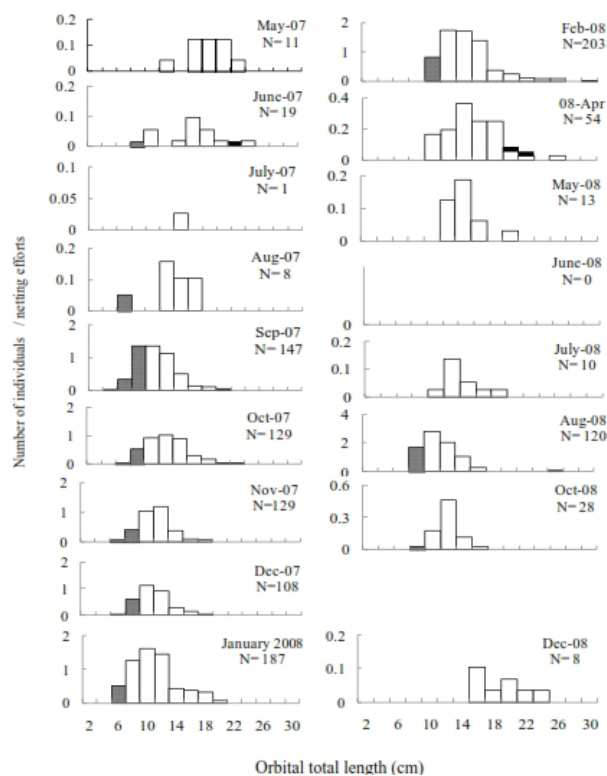 May-07
N=11
0.2
0.1
0
June-07
N=19
0.2
0.1
0
July-07
N=1
0.1
0.05
0
Aug-07
N=8
0.2
0.1
0
Sep-07
N=147
2
1
0
Oct-07
N=129
2
1
0
Nov-07
N=129
2
1
0
Dec-07
N=108
2
1
0
January 2008
N=187
2
1
0
2 6 10 14 18 22 26 30
Feb-08
N=203
2
1
0
08-Apr
N=54
0.4
0.2
0
May-08
N=13
0.2
0.1
0
June-08
N=0
0
July-08
N=10
0.2
0.1
0
Aug-08
N=120
4
2
0
Oct-08
N=28
0.6
0.3
0
Dec-08
N=8
0.2
0.1
0
2 6 10 14 18 22 26 30
Number of individuals / netting efforts
Orbital total length (cm)